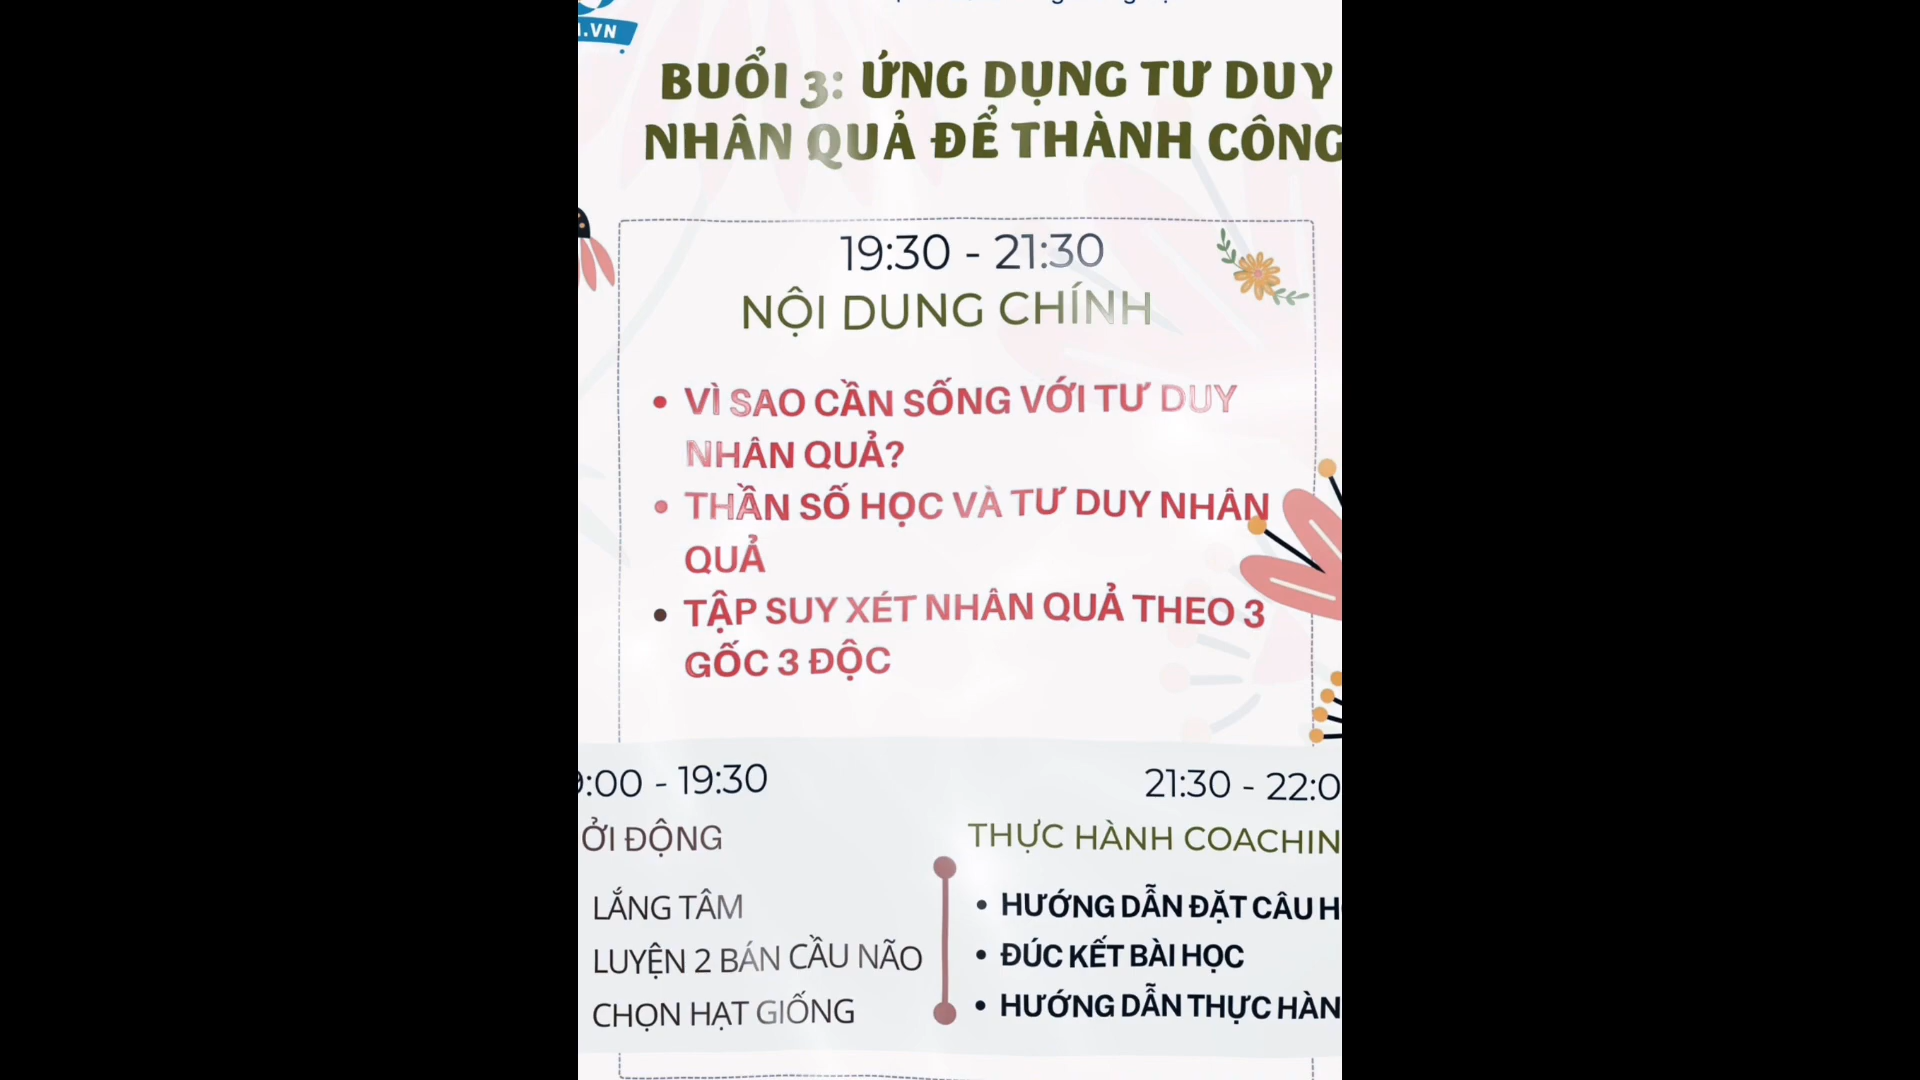 .VN
BUỔI 3: ỨNG DỤNG TƯ DUY
NHÂN QUẢ ĐỂ THÀNH CÔNG
19:30 - 21:30
NỘI DUNG CHÍNH
• VÌ SAO CẦN SỐNG VỚI TƯ DUY
NHÂN QUẢ?
• THẦN SỐ HỌC VÀ TƯ DUY NHÂN
QUẢ
• TẬP SUY XÉT NHÂN QUẢ THEO 3
GỐC 3 ĐỘC
:00 - 19:30
ỞI ĐỘNG
LẮNG TÂM
LUYỆN 2 BÁN CẦU NÃO
CHỌN HẠT GIỐNG
21:30 - 22:0
THỰC HÀNH COACHIN
• HƯỚNG DẪN ĐẶT CÂU H
• ĐÚC KẾT BÀI HỌC
• HƯỚNG DẪN THỰC HÀN